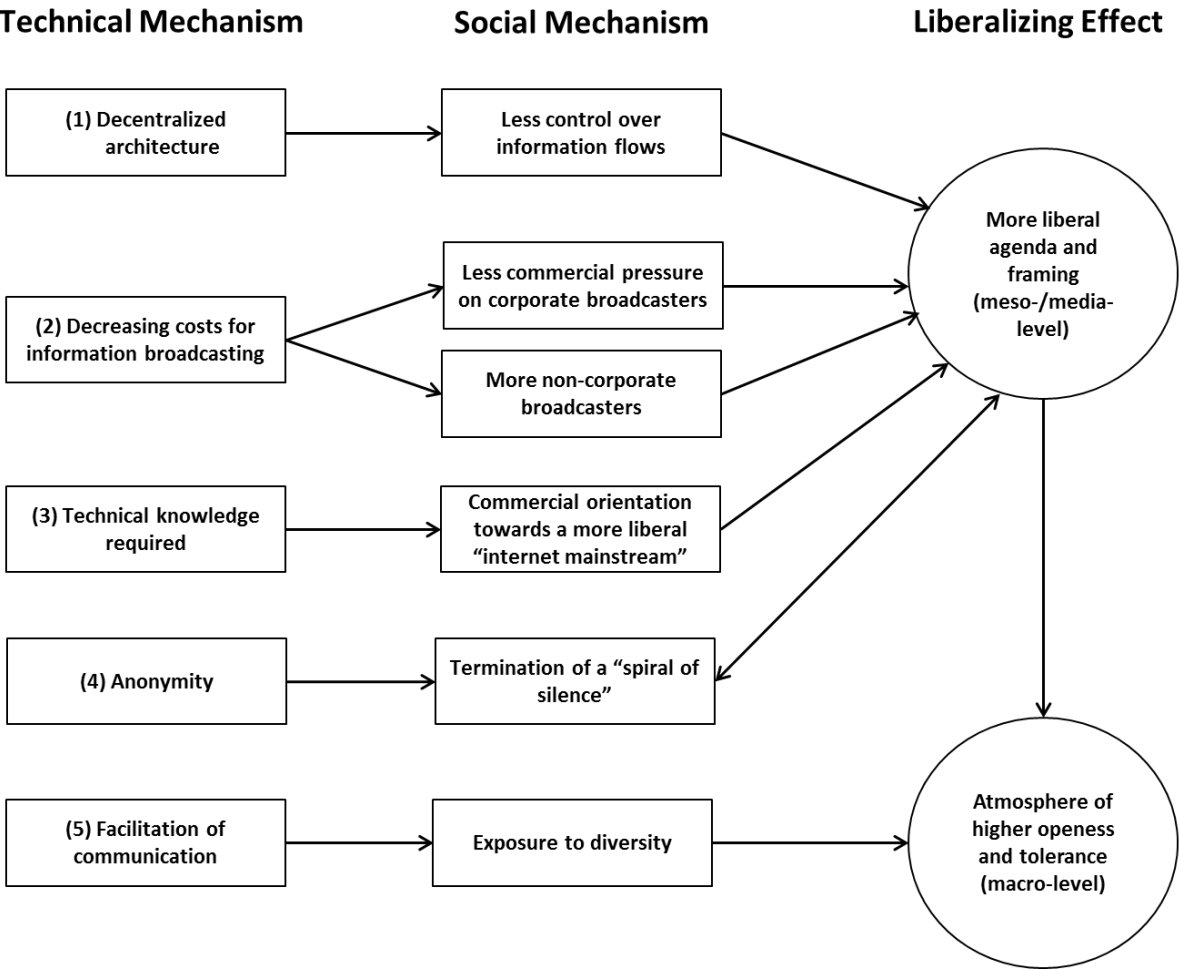 Technical Mechanism
Social Mechanism
Liberalizing Effect
(1) Decentralized
architecture
Less control over
information flows
More liberal
agenda and
framing
(meso-/media-
level)
(2) Decreasing costs for
information broadcasting
Less commercial pressure
on corporate broadcasters
More non-corporate
broadcasters
(3) Technical knowledge
required
Commercial orientation
towards a more liberal
“internet mainstream”
(4) Anonymity
Termination of a “spiral of
silence”
(5) Facilitation of
communication
Exposure to diversity
Atmosphere of
higher openess
and tolerance
(macro-level)